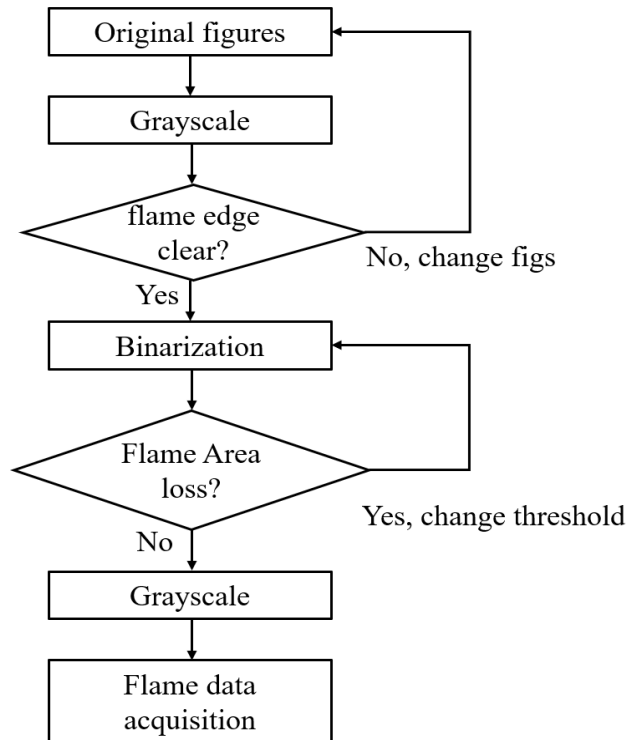 Original figures
Grayscale
flame edge
clear?
No, change figs
Yes
Binarization
Flame Area
loss?
Yes, change threshold
No
Grayscale
Flame data
acquisition